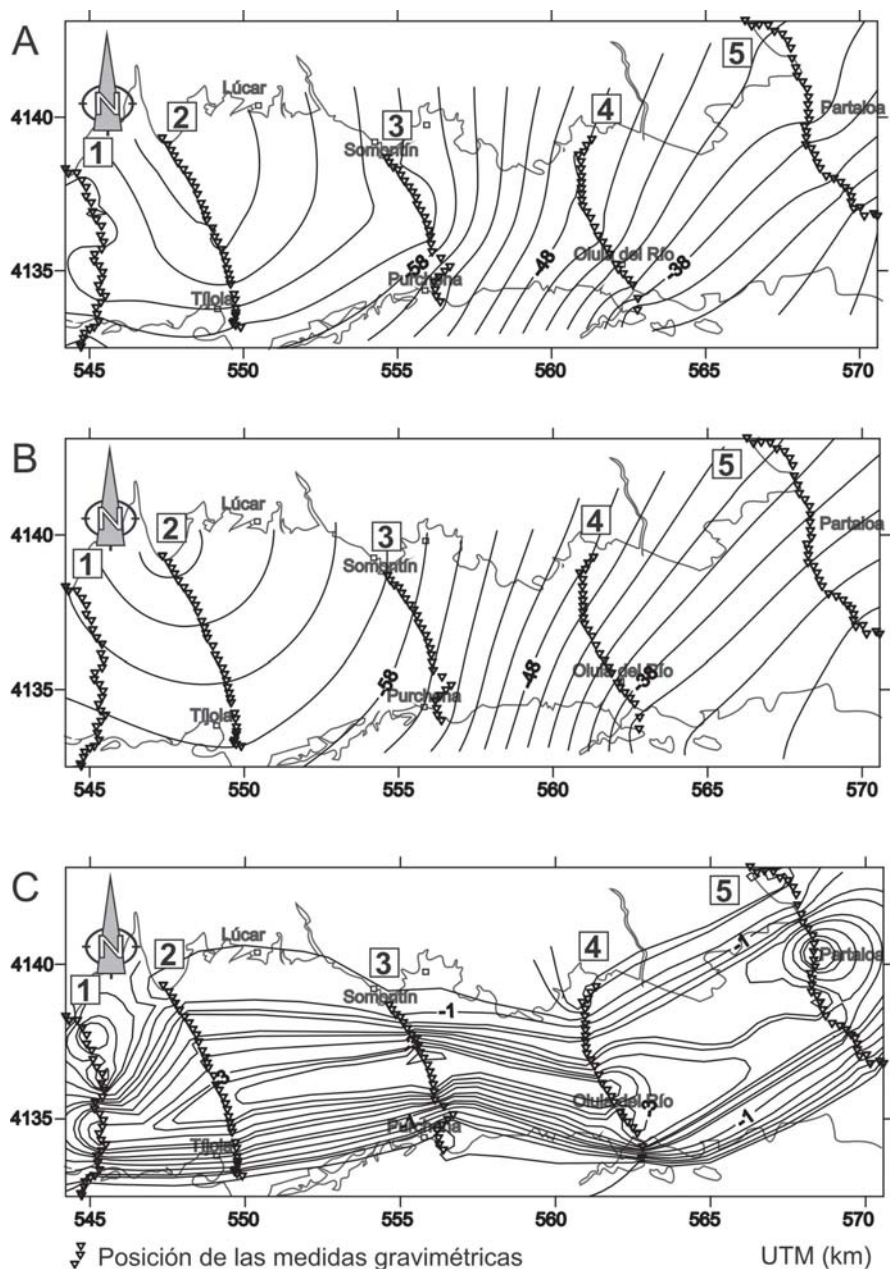 A
N
1
2
Lúcar
3
Somontín
4
5
Partaloa
4140
4135
-58
-48
-38
Purchena
Olula del Río
Tíjola
545
550
555
560
565
570
B
N
1
2
Lúcar
3
Somontín
4
5
Partaloa
4140
4135
-58
-48
-38
Purchena
Olula del Río
Tíjola
545
550
555
560
565
570
C
N
1
2
Lúcar
3
Somontín
4
5
Partaloa
4140
4135
-1
-1
-3
-3
-1
Purchena
Olula del Río
Tíjola
545
550
555
560
565
570
Posición de las medidas gravimétricas
UTM (km)